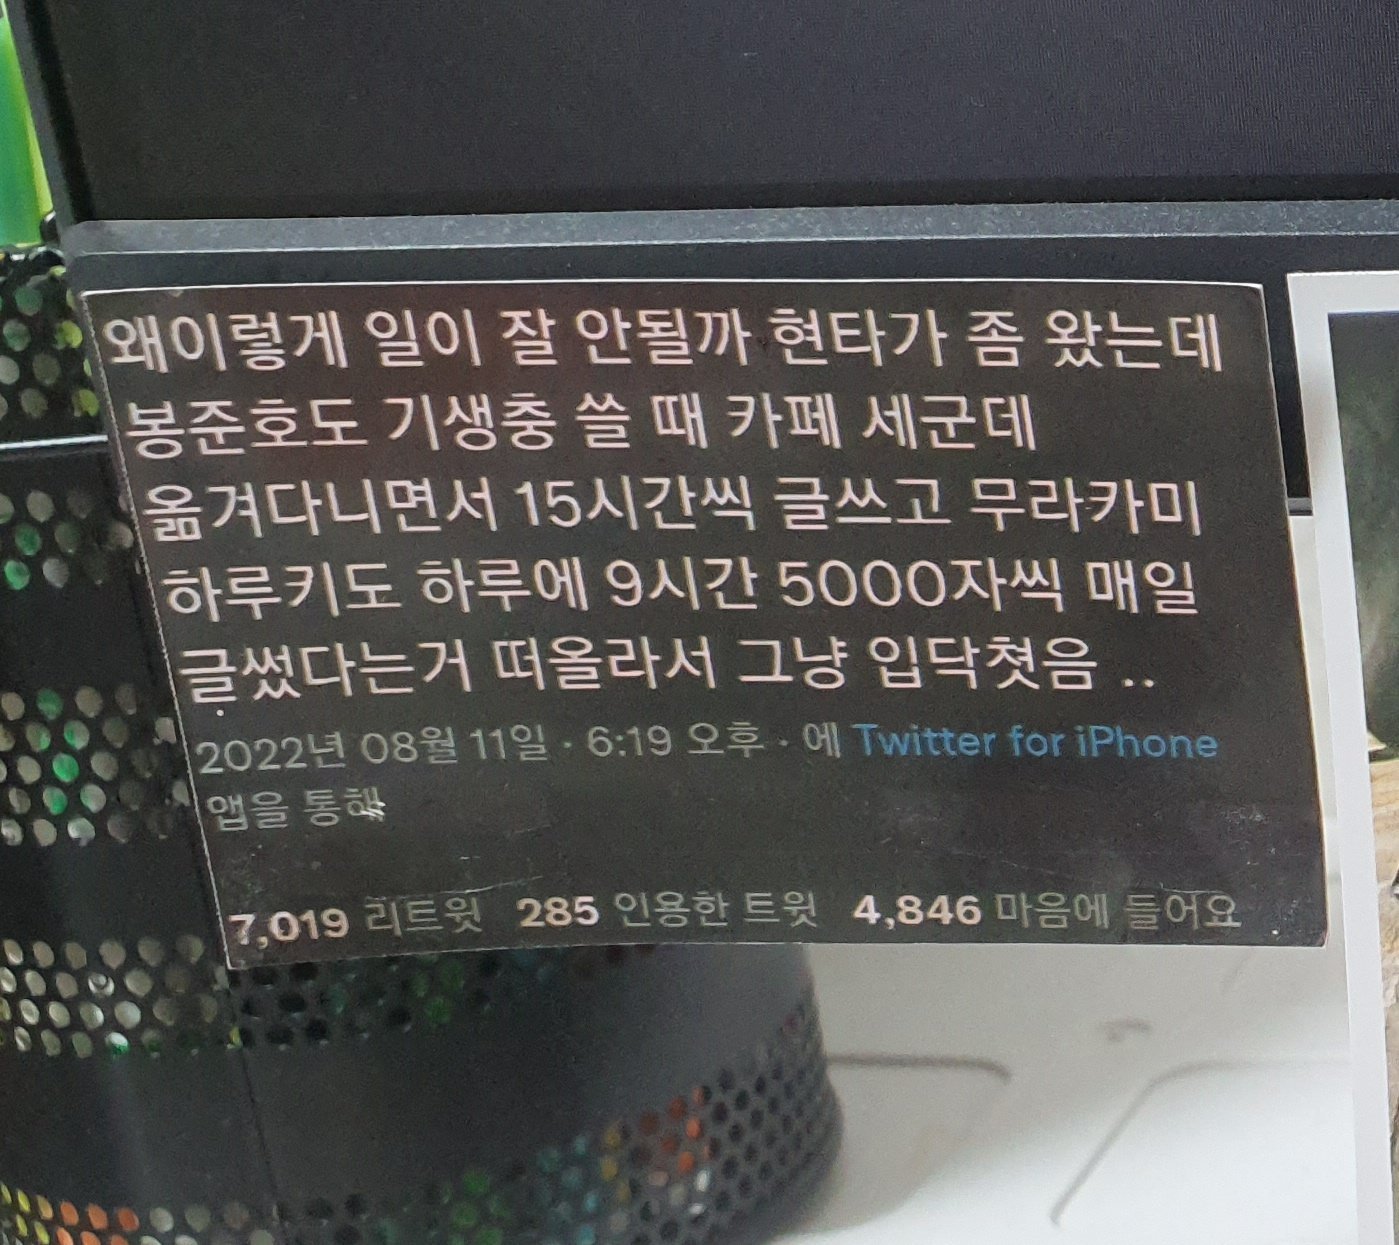 왜이렇게 일이 잘 안될까 현타가 좀 왔는데
봉준호도 기생충 쓸 때 카페 세군데
옮겨다니면서 15시간씩 글쓰고 무라카미
하루키도 하루에 9시간 5000자씩 매일
글썼다는거 떠올라서 그냥 입닥쳣음 ..
2022년 08월 11일 · 6:19 오후 · 에 Twitter for iPhone
앱을 통해
7,019 리트윗 285 인용한 트윗 4,846 마음에 들어요